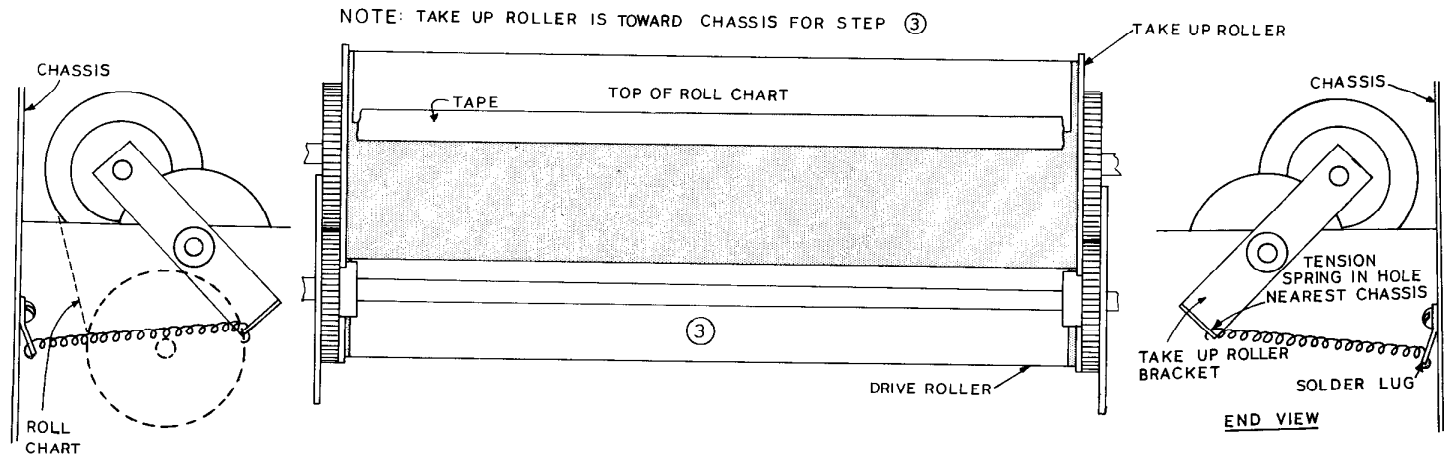 NOTE: TAKE UP ROLLER IS TOWARD CHASSIS FOR STEP ③
TAKE UP ROLLER
CHASSIS
TAPE
TOP OF ROLL CHART
CHASSIS
TENSION
SPRING IN HOLE
NEAREST CHASSIS
③
TAKE UP ROLLER
BRACKET
DRIVE ROLLER
SOLDER LUG
ROLL
CHART
END VIEW